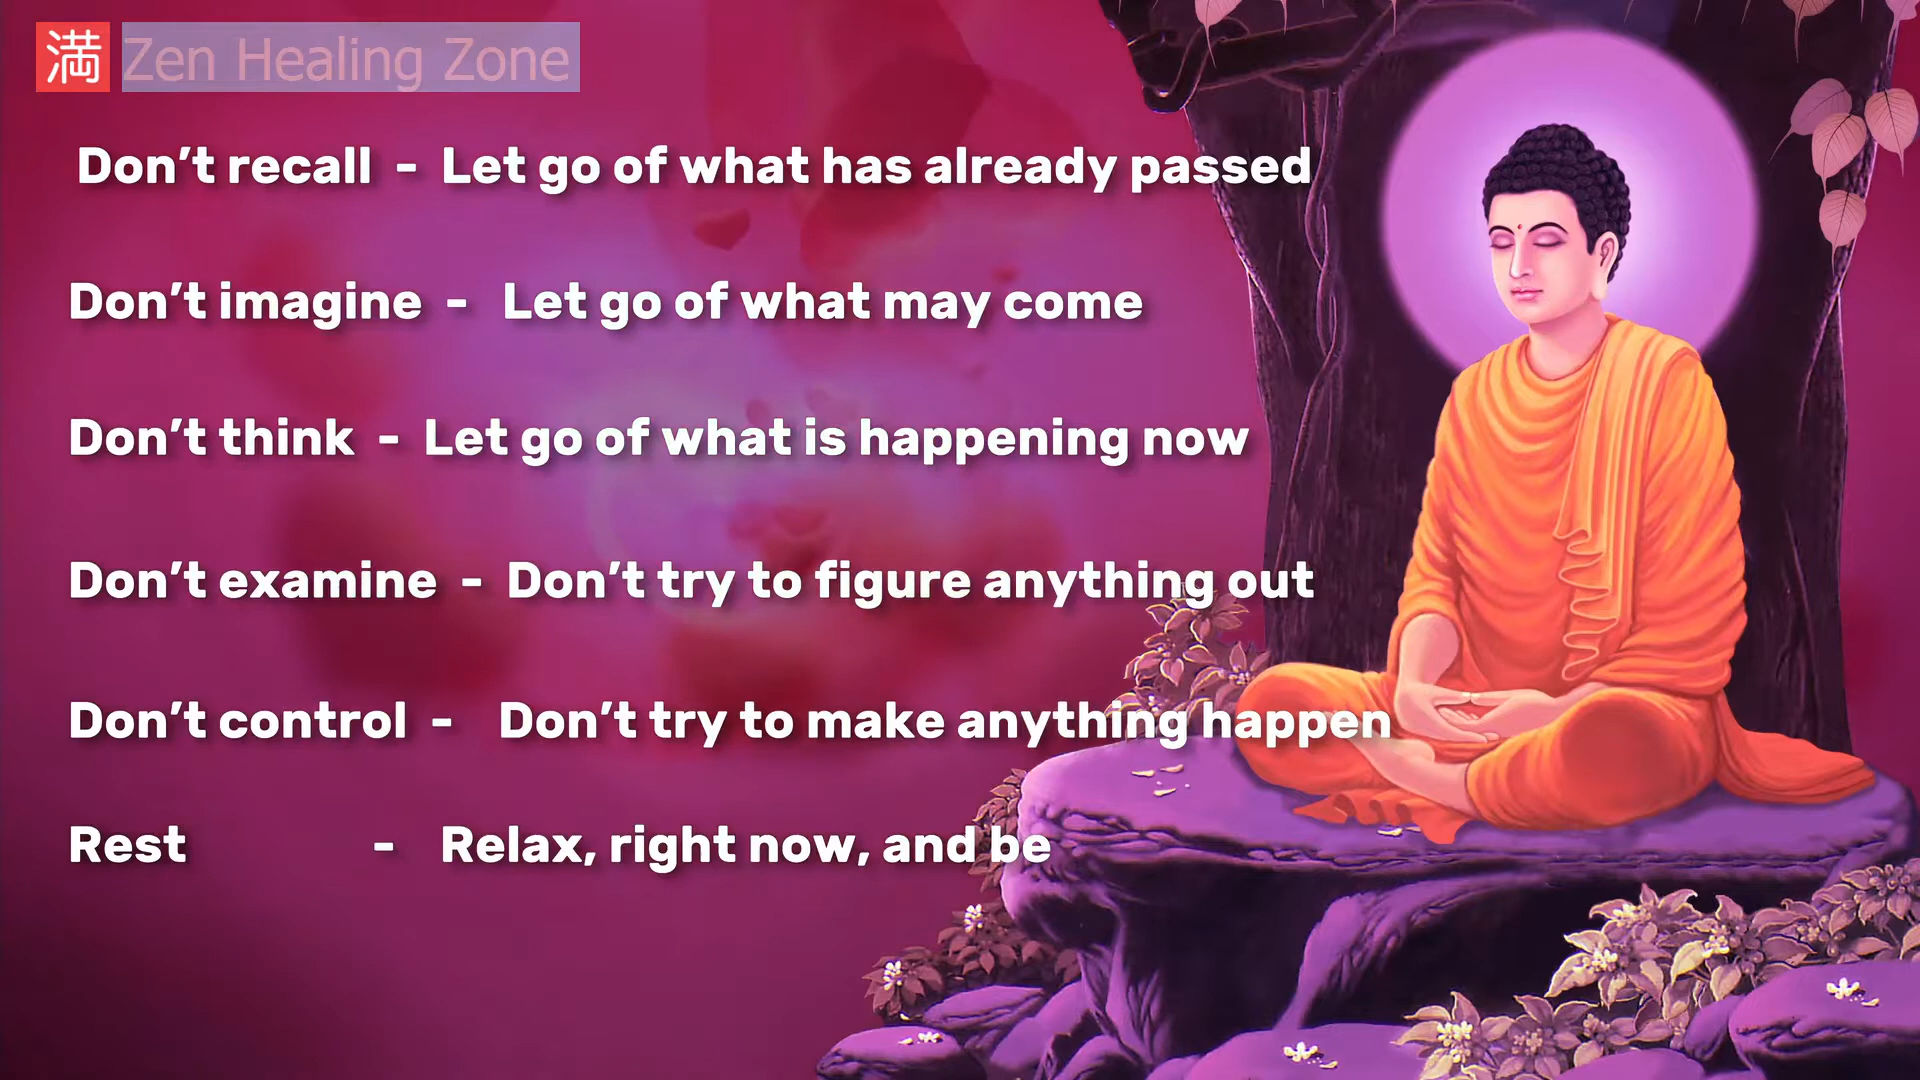 満 Zen Healing Zone
Don’t recall - Let go of what has already passed
Don’t imagine - Let go of what may come
Don’t think - Let go of what is happening now
Don’t examine - Don’t try to figure anything out
Don’t control - Don’t try to make anything happen
Rest - Relax, right now, and be